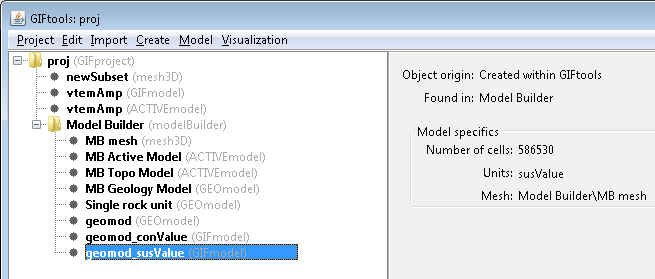 GIFtools: proj
Project Edit Import Create Model Visualization
proj (GIFproject)
newSubset (mesh3D)
vtemAmp (GIFmodel)
vtemAmp (ACTIVEmodel)
Model Builder (modelBuilder)
MB mesh (mesh3D)
MB Active Model (ACTIVEmodel)
MB Topo Model (ACTIVEmodel)
MB Geology Model (GEOmodel)
Single rock unit (GEOmodel)
geomod (GEOmodel)
geomod_conValue (GIFmodel)
geomod_susValue (GIFmodel)
Object origin: Created within GIFtools
Found in: Model Builder
Model specifics
Number of cells: 586530
Units: susValue
Mesh: Model Builder\MB mesh